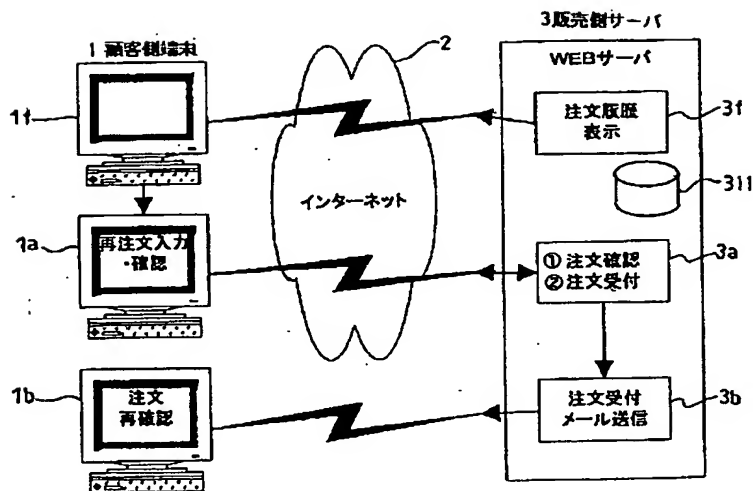 3販売側サーバ
1 顧客側端末
2
WEBサーバ
1f
注文履歴
表示
3f
311
インターネット
1a
再注文入力
・確認
① 注文確認
② 注文受付
3a
1b
注文
再確認
注文受付
メール送信
3b